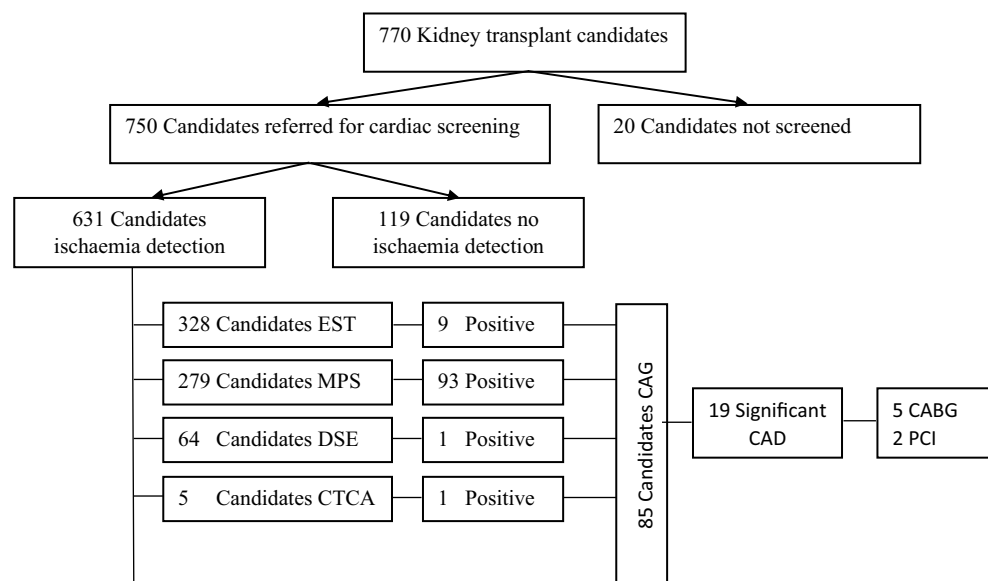 770 Kidney transplant candidates
750 Candidates referred for cardiac screening
20 Candidates not screened
631 Candidates
ischaemia detection
119 Candidates no
ischaemia detection
328 Candidates EST
9 Positive
279 Candidates MPS
93 Positive
64 Candidates DSE
1 Positive
5 Candidates CTCA
1 Positive
85 Candidates CAG
19 Significant
CAD
5 CABG
2 PCI